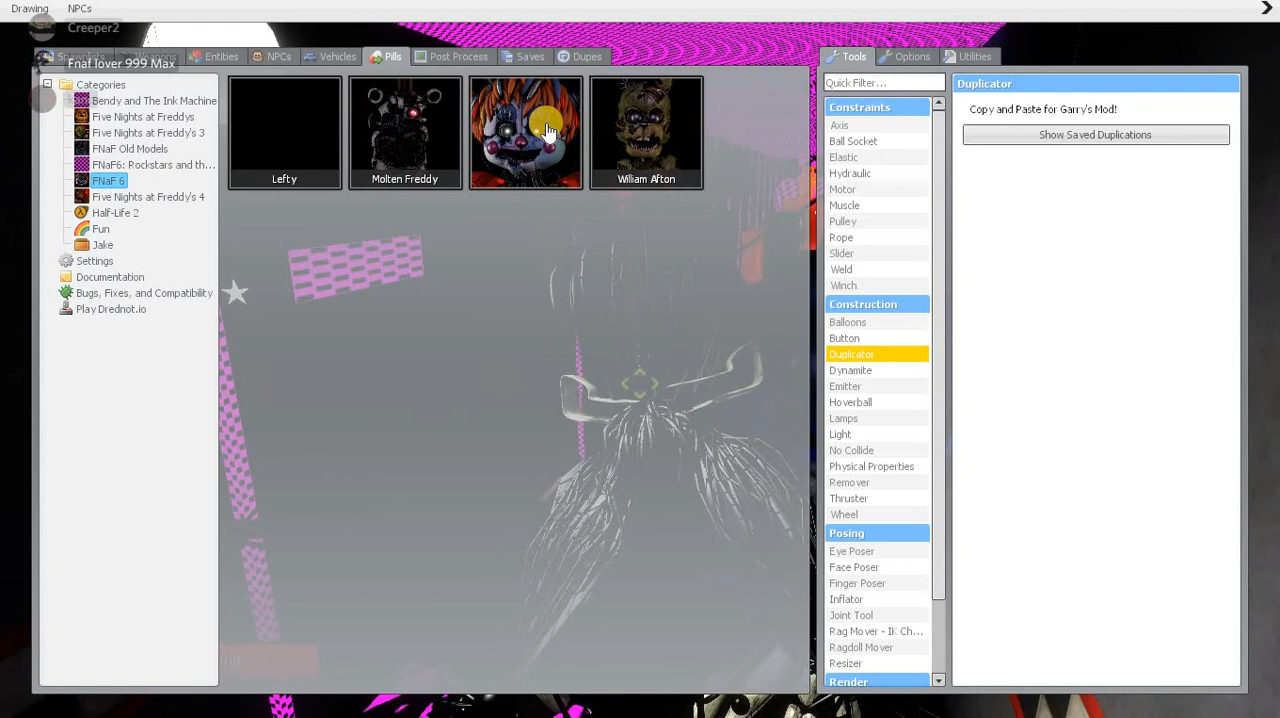 Drawing NPCs
Creeper2
Fnaf lover 999 Max
Entities NPCs Vehicles Pills Post Process Saves Dupes
Tools Options Utilities
Categories
Bendy and The Ink Machine
Five Nights at Freddys
Five Nights at Freddy's 3
FNaF Old Models
FNaF6: Rockstars and th...
FNaF 6
Five Nights at Freddy's 4
Half-Life 2
Fun
Jake
Settings
Documentation
Bugs, Fixes, and Compatibility
Play Drednot.io
Lefty
Molten Freddy
William Afton
Quick Filter...
Constraints
Axis
Ball Socket
Elastic
Hydraulic
Motor
Muscle
Pulley
Rope
Slider
Weld
Winch
Construction
Balloons
Button
Duplicator
Dynamite
Emitter
Hoverball
Lamps
Light
No Collide
Physical Properties
Remover
Thruster
Wheel
Posing
Eye Poser
Face Poser
Finger Poser
Inflator
Joint Tool
Rag Mover - IK Ch...
Ragdoll Mover
Resizer
Render
Duplicator
Copy and Paste for Garry's Mod!
Show Saved Duplications